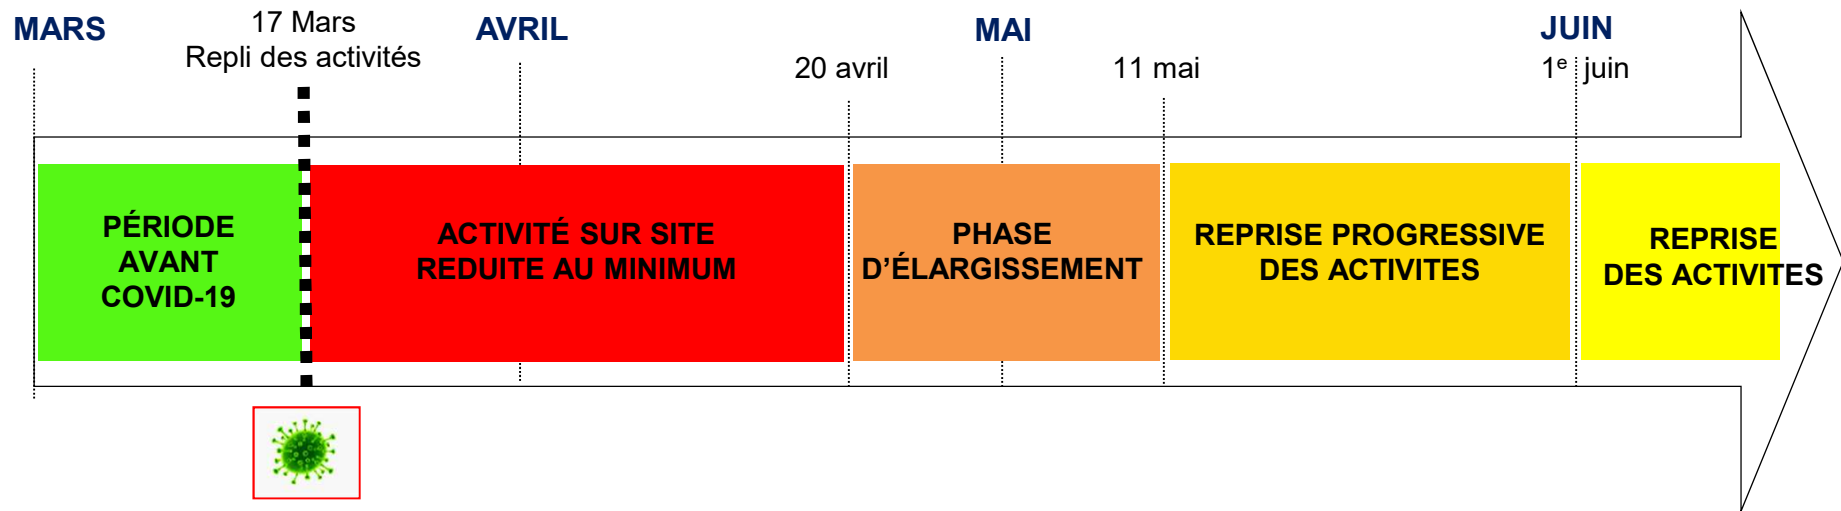 MARS
17 Mars
Repli des activités
AVRIL
20 avril
MAI
11 mai
JUIN
1e juin
PÉRIODE
AVANT
COVID-19
ACTIVITÉ SUR SITE
REDUITE AU MINIMUM
PHASE
D’ÉLARGISSEMENT
REPRISE PROGRESSIVE
DES ACTIVITES
REPRISE
DES ACTIVITES